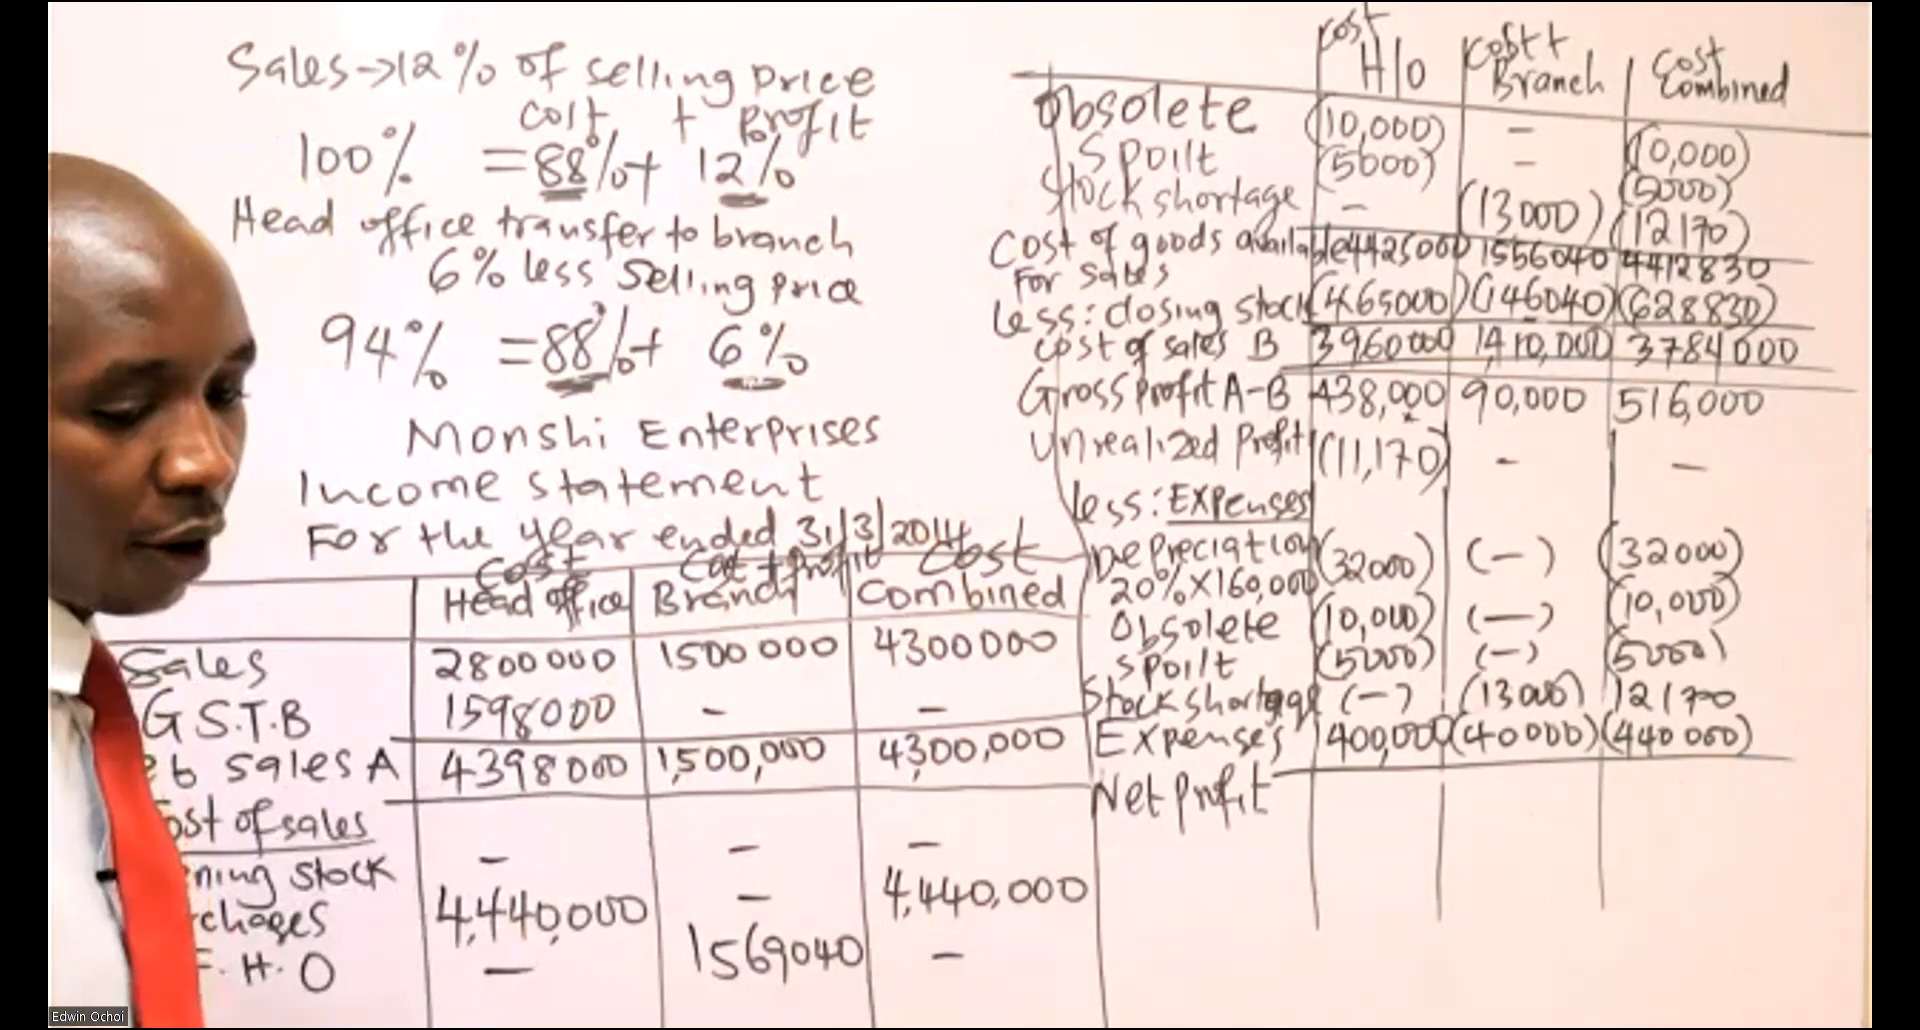 Sales→12% of selling price
Cost + Profit
100% = 88% + 12%
Head office transfer to branch
6% less selling price
94% = 88% + 6%
Monshi Enterprises
Income statement
For the year ended 31/3/2014
Cost Cost + Profit Cost
Head office Branch Combined
Sales 2800000 1500000 4300000
G S.T.B 1598000 - -
sales A 4398000 1,500,000 4300,000
ost of sales
ning stock - - -
chages 4,440,000 - 4,440,000
F. H. O - 1569040 -
Cost Cost+ Cost
H/O Branch Combined
Obsolete (10,000) - (10,000)
Spoilt (5000) - (5000)
Stock shortage - (13000) (12170)
Cost of goods available 4425000 1556040 4412830
For sales
Less: closing stock (465000) (146040) (628830)
Cost of sales B 3960000 1,410,000 3784000
Gross profit A-B 438,000 90,000 516,000
Unrealized Profit (11,170) - -
Less: Expenses
Depreciation (32000) (-) (32000)
20% X 160,000
Obsolete (10,000) (-) (10,000)
Spoilt (5000) (-) (5000)
Stock shortage (-) (13000) 12170
Expenses 400,000 (40000) (440000)
Net profit
Edwin Ochoi